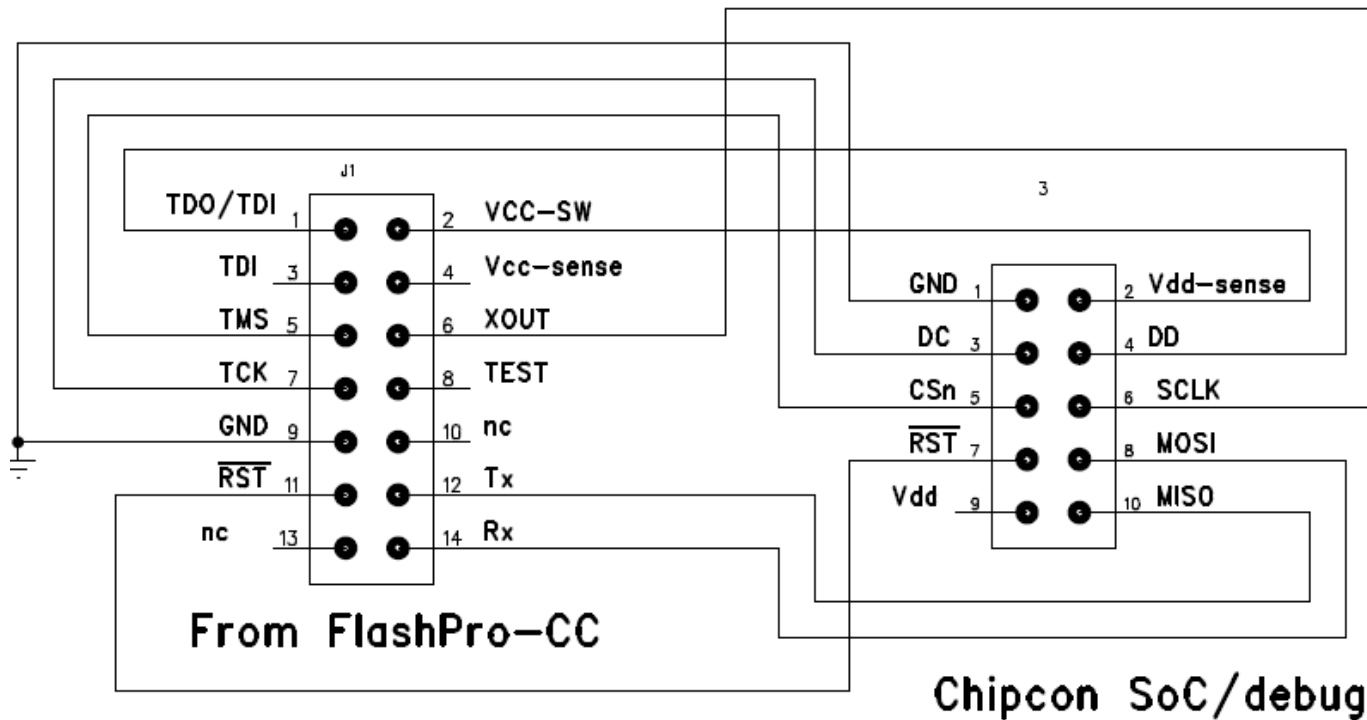 J1
3
TDO/TDI 1 2 VCC-SW
TDI 3 4 Vcc-sense
TMS 5 6 XOUT
TCK 7 8 TEST
GND 9 10 nc
RST 11 12 Tx
nc 13 14 Rx
From FlashPro-CC
GND 1 2 Vdd-sense
DC 3 4 DD
CSn 5 6 SCLK
RST 7 8 MOSI
Vdd 9 10 MISO
Chipcon SoC/debug